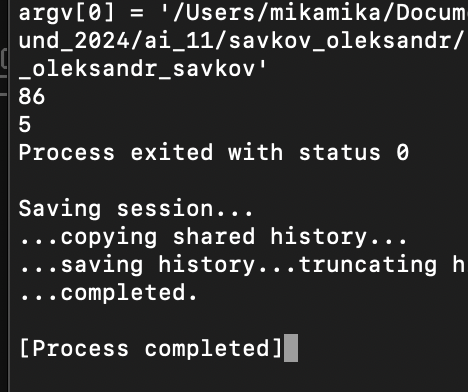 argv[0] = '/Users/mikamika/Docum
und_2024/ai_11/savkov_oleksandr/
_oleksandr_savkov'
86
5
Process exited with status 0
Saving session...
...copying shared history...
...saving history...truncating h
...completed.
[Process completed]